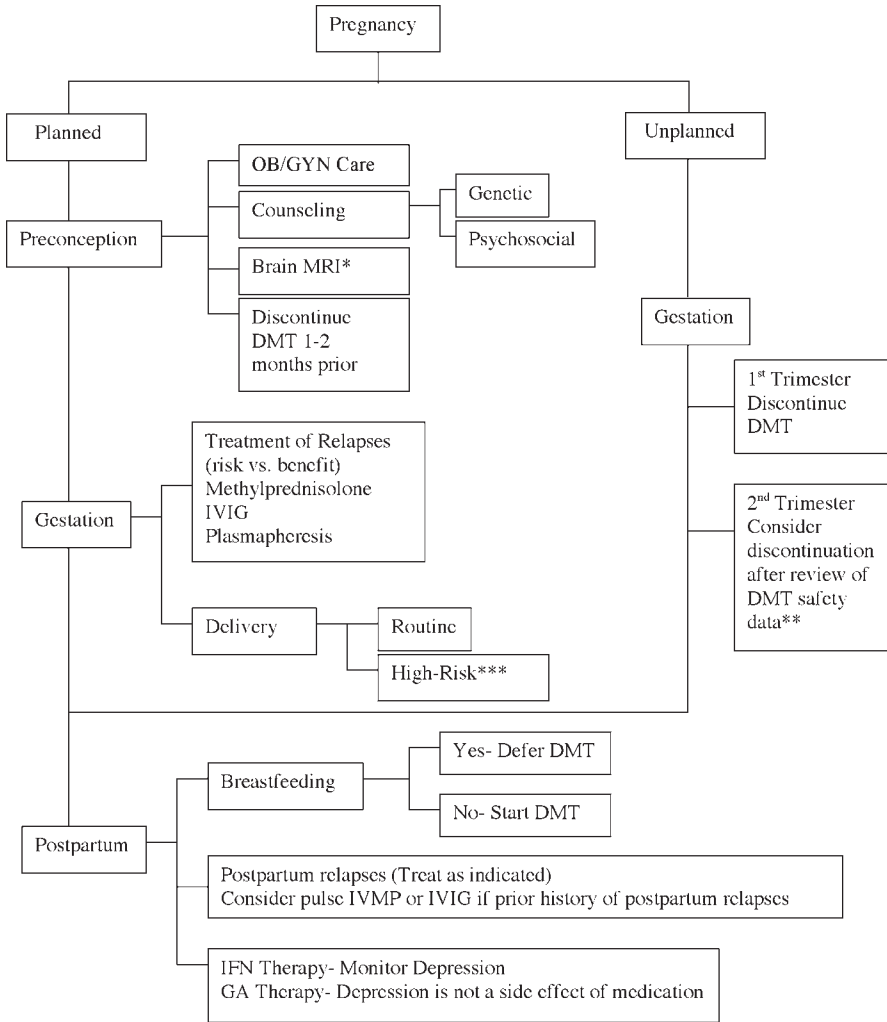 Pregnancy
Planned
Unplanned
OB/GYN Care
Counseling
Genetic
Psychosocial
Preconception
Brain MRI*
Discontinue
DMT 1-2
months prior
Gestation
1st Trimester
Discontinue
DMT
2nd Trimester
Consider
discontinuation
after review of
DMT safety
data**
Treatment of Relapses
(risk vs. benefit)
Methylprednisolone
IVIG
Plasmapheresis
Gestation
Delivery
Routine
High-Risk***
Breastfeeding
Yes- Defer DMT
No- Start DMT
Postpartum
Postpartum relapses (Treat as indicated)
Consider pulse IVMP or IVIG if prior history of postpartum relapses
IFN Therapy- Monitor Depression
GA Therapy- Depression is not a side effect of medication